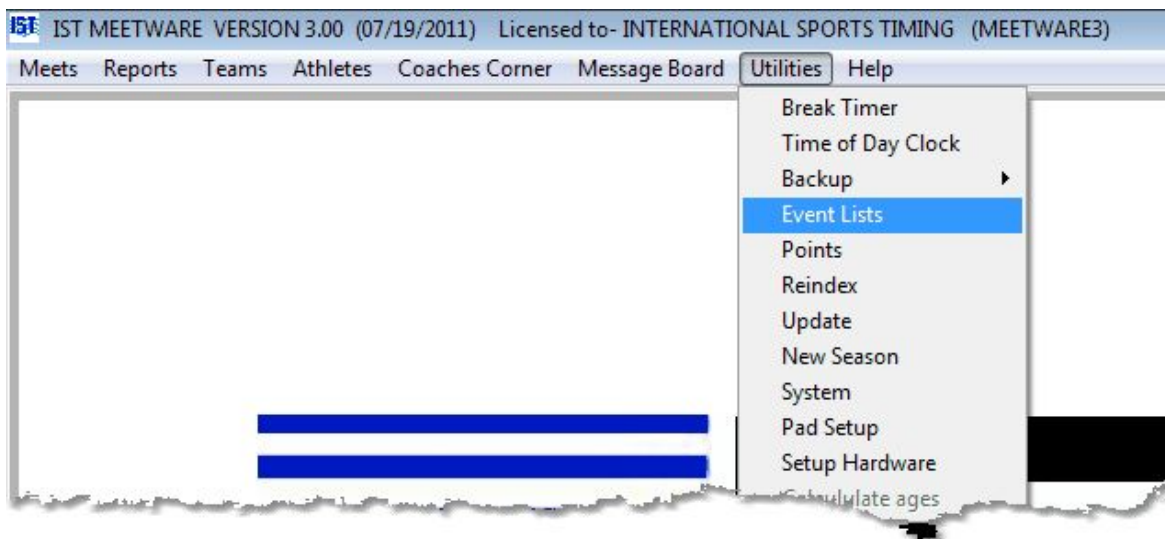 IST IST MEETWARE VERSION 3.00 (07/19/2011) Licensed to- INTERNATIONAL SPORTS TIMING (MEETWARE3)
Meets Reports Teams Athletes Coaches Corner Message Board Utilities Help
Break Timer
Time of Day Clock
Backup
Event Lists
Points
Reindex
Update
New Season
System
Pad Setup
Setup Hardware
ages